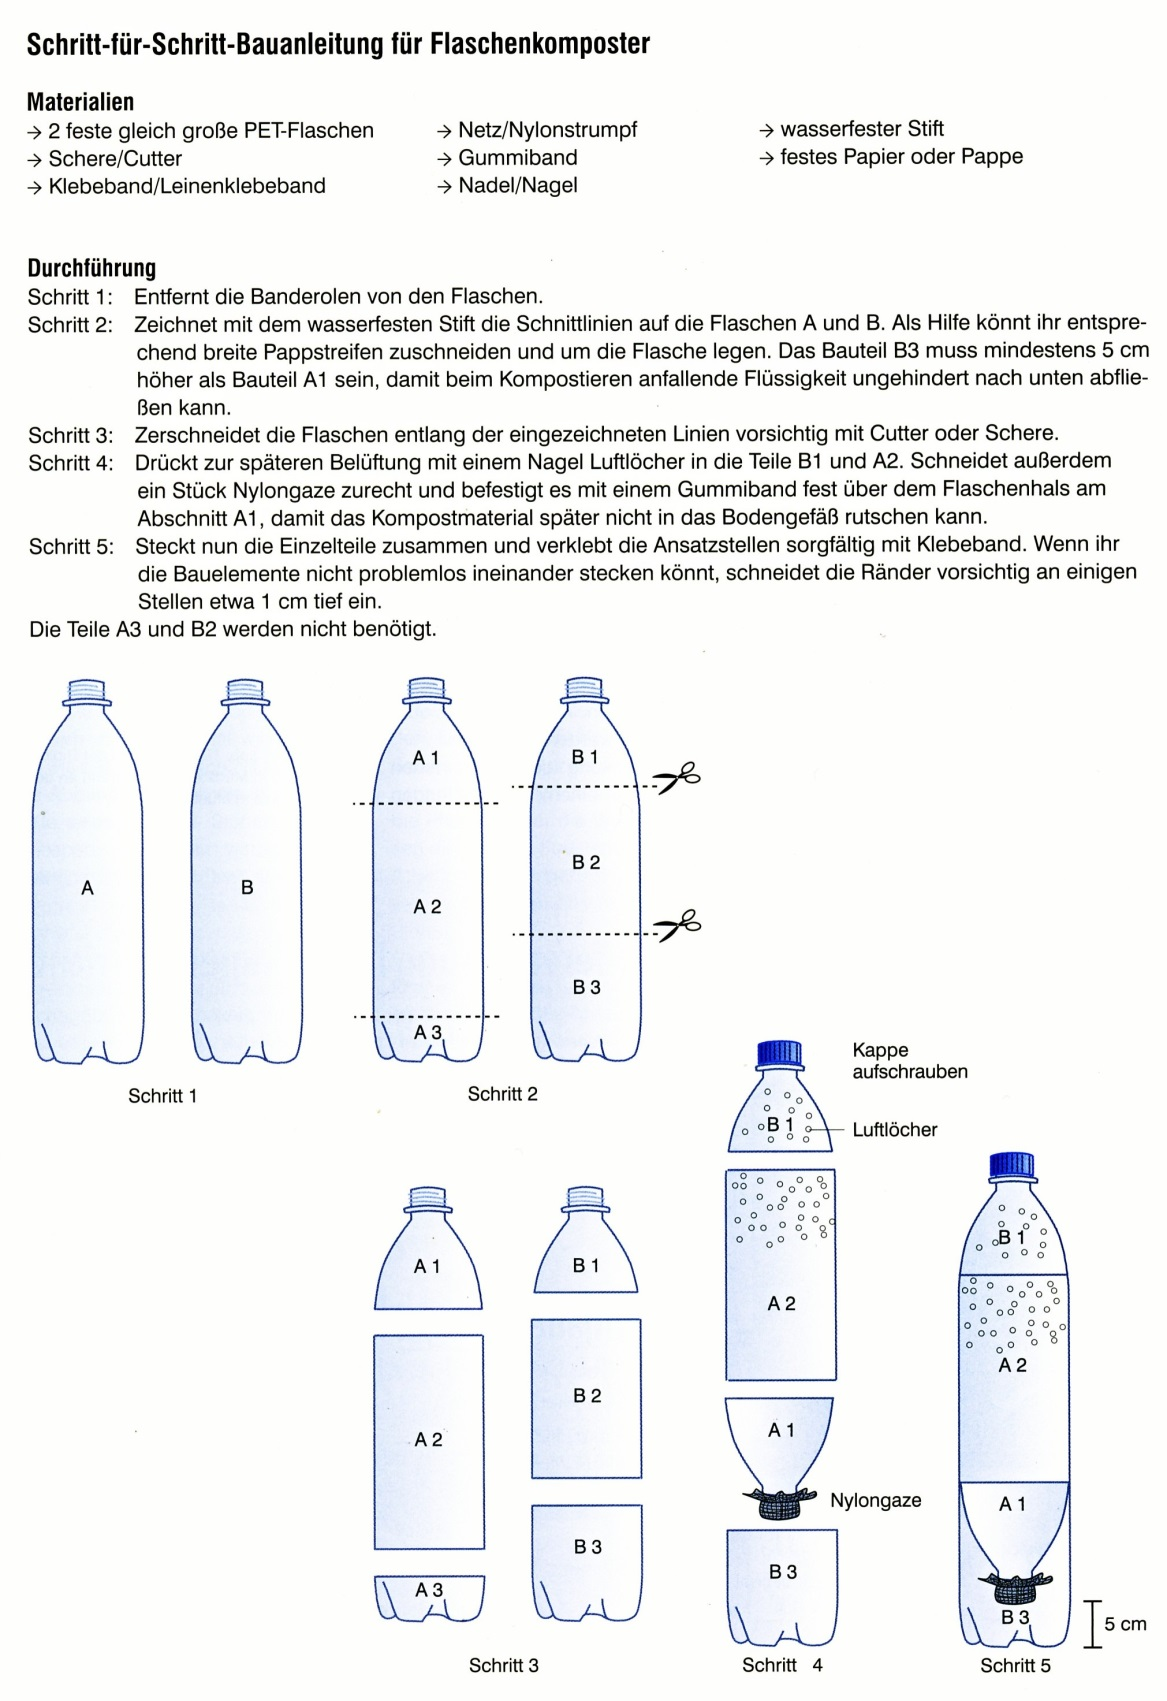 Schritt-für-Schritt-Bauanleitung für Flaschenkomposter
Materialien
→ 2 feste gleich große PET-Flaschen
→ Schere/Cutter
→ Klebeband/Leinenklebeband
→ Netz/Nylonstrumpf
→ Gummiband
→ Nadel/Nagel
→ wasserfester Stift
→ festes Papier oder Pappe
Durchführung
Schritt 1: Entfernt die Banderolen von den Flaschen.
Schritt 2: Zeichnet mit dem wasserfesten Stift die Schnittlinien auf die Flaschen A und B. Als Hilfe könnt ihr entspre-
chend breite Pappstreifen zuschneiden und um die Flasche legen. Das Bauteil B3 muss mindestens 5 cm
höher als Bauteil A1 sein, damit beim Kompostieren anfallende Flüssigkeit ungehindert nach unten abflie-
ßen kann.
Schritt 3: Zerschneidet die Flaschen entlang der eingezeichneten Linien vorsichtig mit Cutter oder Schere.
Schritt 4: Drückt zur späteren Belüftung mit einem Nagel Luftlöcher in die Teile B1 und A2. Schneidet außerdem
ein Stück Nylongaze zurecht und befestigt es mit einem Gummiband fest über dem Flaschenhals am
Abschnitt A1, damit das Kompostmaterial später nicht in das Bodengefäß rutschen kann.
Schritt 5: Steckt nun die Einzelteile zusammen und verklebt die Ansatzstellen sorgfältig mit Klebeband. Wenn ihr
die Bauelemente nicht problemlos ineinander stecken könnt, schneidet die Ränder vorsichtig an einigen
Stellen etwa 1 cm tief ein.
Die Teile A3 und B2 werden nicht benötigt.
A
B
Schritt 1
A 1
A 2
A 3
B 1
B 2
B 3
Schritt 2
A 1
A 2
A 3
B 1
B 2
B 3
Schritt 3
Kappe
aufschrauben
B 1
Luftlöcher
A 2
A 1
Nylongaze
B 3
Schritt 4
B 1
A 2
A 1
B 3
5 cm
Schritt 5